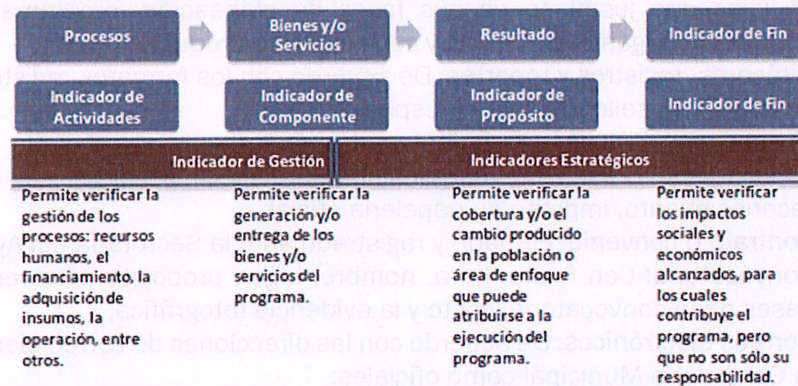 Procesos
Bienes y/o
Servicios
Resultado
Indicador de Fin
Indicador de
Actividades
Indicador de
Componente
Indicador de
Propósito
Indicador de Fin
Indicador de Gestión
Indicadores Estratégicos
Permite verificar la
gestión de los
procesos: recursos
humanos, el
financiamiento, la
adquisición de
insumos, la
operación, entre
otros.
Permite verificar la
generación y/o
entrega de los
bienes y/o
servicios del
programa.
Permite verificar la
cobertura y/o el
cambio producido
en la población o
área de enfoque
que puede
atribuirse a la
ejecución del
programa.
Permite verificar
los impactos
sociales y
económicos
alcanzados, para
los cuales
contribuye el
programa, pero
que no son sólo su
responsabilidad.